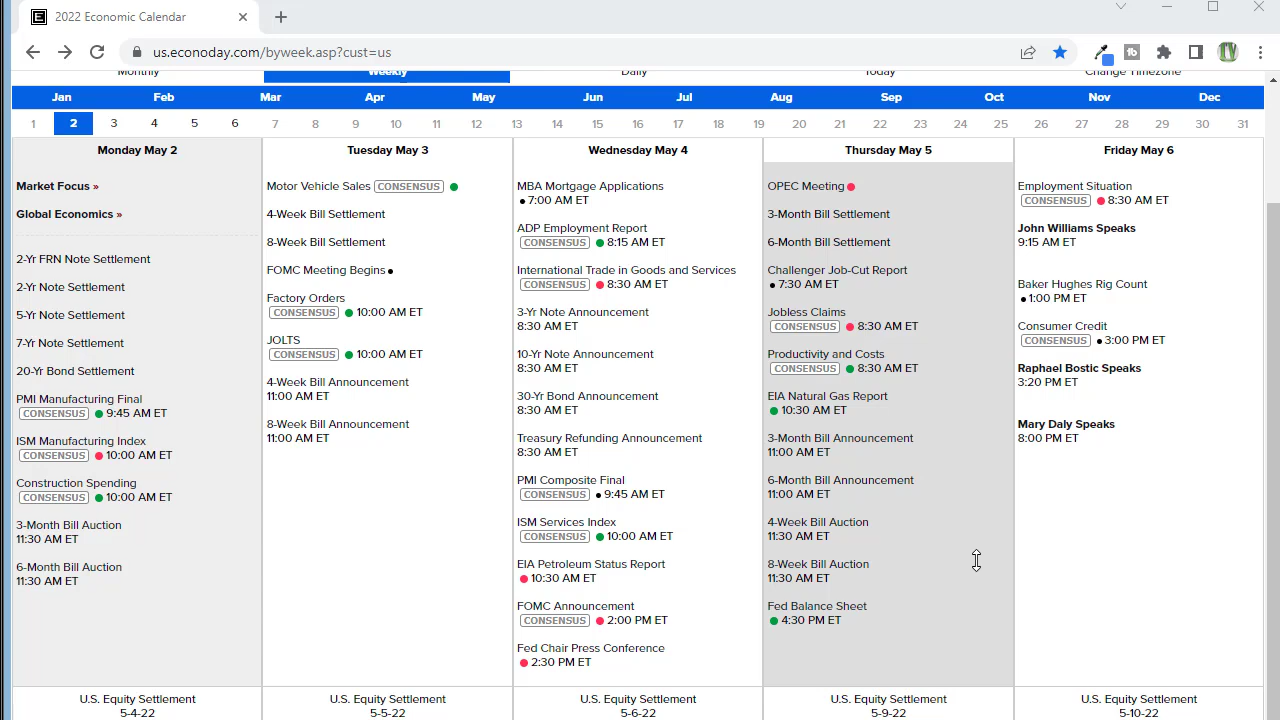 2022 Economic Calendar
us.econoday.com/byweek.asp?cust=us
Monthly Weekly Daily Today Change Timezone
Jan Feb Mar Apr May Jun Jul Aug Sep Oct Nov Dec
1 2 3 4 5 6 7 8 9 10 11 12 13 14 15 16 17 18 19 20 21 22 23 24 25 26 27 28 29 30 31
Monday May 2
Market Focus »
Global Economics »
2-Yr FRN Note Settlement
2-Yr Note Settlement
5-Yr Note Settlement
7-Yr Note Settlement
20-Yr Bond Settlement
PMI Manufacturing Final
CONSENSUS 9:45 AM ET
ISM Manufacturing Index
CONSENSUS 10:00 AM ET
Construction Spending
CONSENSUS 10:00 AM ET
3-Month Bill Auction
11:30 AM ET
6-Month Bill Auction
11:30 AM ET
U.S. Equity Settlement
5-4-22
Tuesday May 3
Motor Vehicle Sales CONSENSUS
4-Week Bill Settlement
8-Week Bill Settlement
FOMC Meeting Begins
Factory Orders
CONSENSUS 10:00 AM ET
JOLTS
CONSENSUS 10:00 AM ET
4-Week Bill Announcement
11:00 AM ET
8-Week Bill Announcement
11:00 AM ET
U.S. Equity Settlement
5-5-22
Wednesday May 4
MBA Mortgage Applications
7:00 AM ET
ADP Employment Report
CONSENSUS 8:15 AM ET
International Trade in Goods and Services
CONSENSUS 8:30 AM ET
3-Yr Note Announcement
8:30 AM ET
10-Yr Note Announcement
8:30 AM ET
30-Yr Bond Announcement
8:30 AM ET
Treasury Refunding Announcement
8:30 AM ET
PMI Composite Final
CONSENSUS 9:45 AM ET
ISM Services Index
CONSENSUS 10:00 AM ET
EIA Petroleum Status Report
10:30 AM ET
FOMC Announcement
CONSENSUS 2:00 PM ET
Fed Chair Press Conference
2:30 PM ET
U.S. Equity Settlement
5-6-22
Thursday May 5
OPEC Meeting
3-Month Bill Settlement
6-Month Bill Settlement
Challenger Job-Cut Report
7:30 AM ET
Jobless Claims
CONSENSUS 8:30 AM ET
Productivity and Costs
CONSENSUS 8:30 AM ET
EIA Natural Gas Report
10:30 AM ET
3-Month Bill Announcement
11:00 AM ET
6-Month Bill Announcement
11:00 AM ET
4-Week Bill Auction
11:30 AM ET
8-Week Bill Auction
11:30 AM ET
Fed Balance Sheet
4:30 PM ET
U.S. Equity Settlement
5-9-22
Friday May 6
Employment Situation
CONSENSUS 8:30 AM ET
John Williams Speaks
9:15 AM ET
Baker Hughes Rig Count
1:00 PM ET
Consumer Credit
CONSENSUS 3:00 PM ET
Raphael Bostic Speaks
3:20 PM ET
Mary Daly Speaks
8:00 PM ET
U.S. Equity Settlement
5-10-22